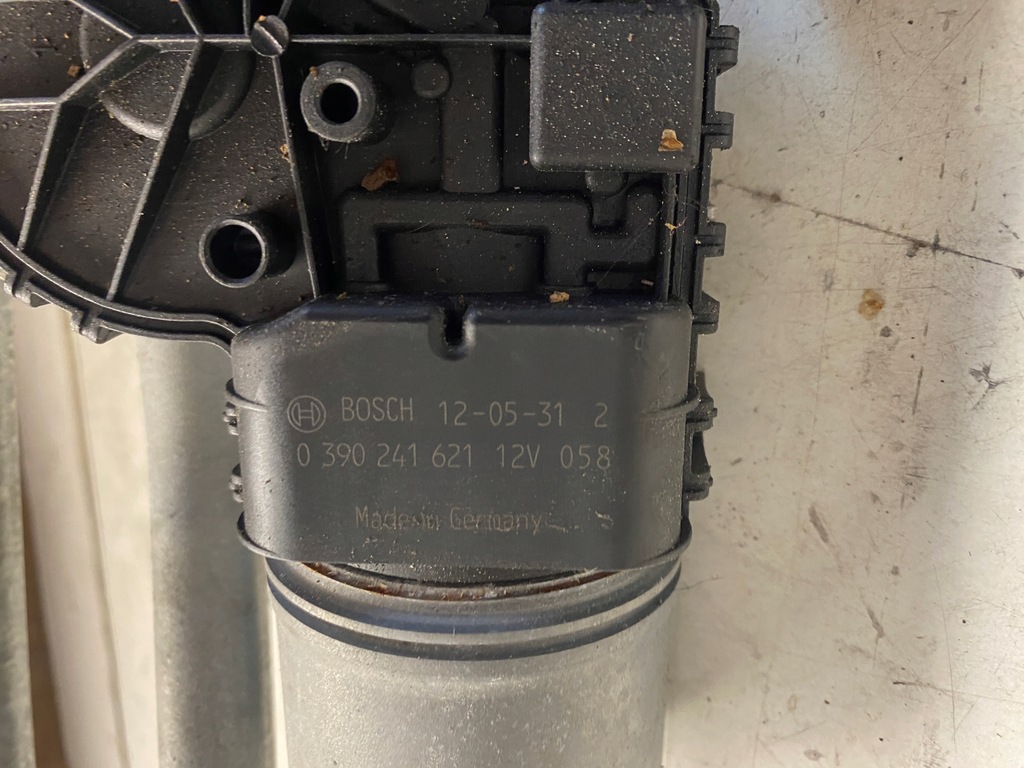 BOSCH 12-05-31 2
0 390 241 621 12V 058
Made in Germany